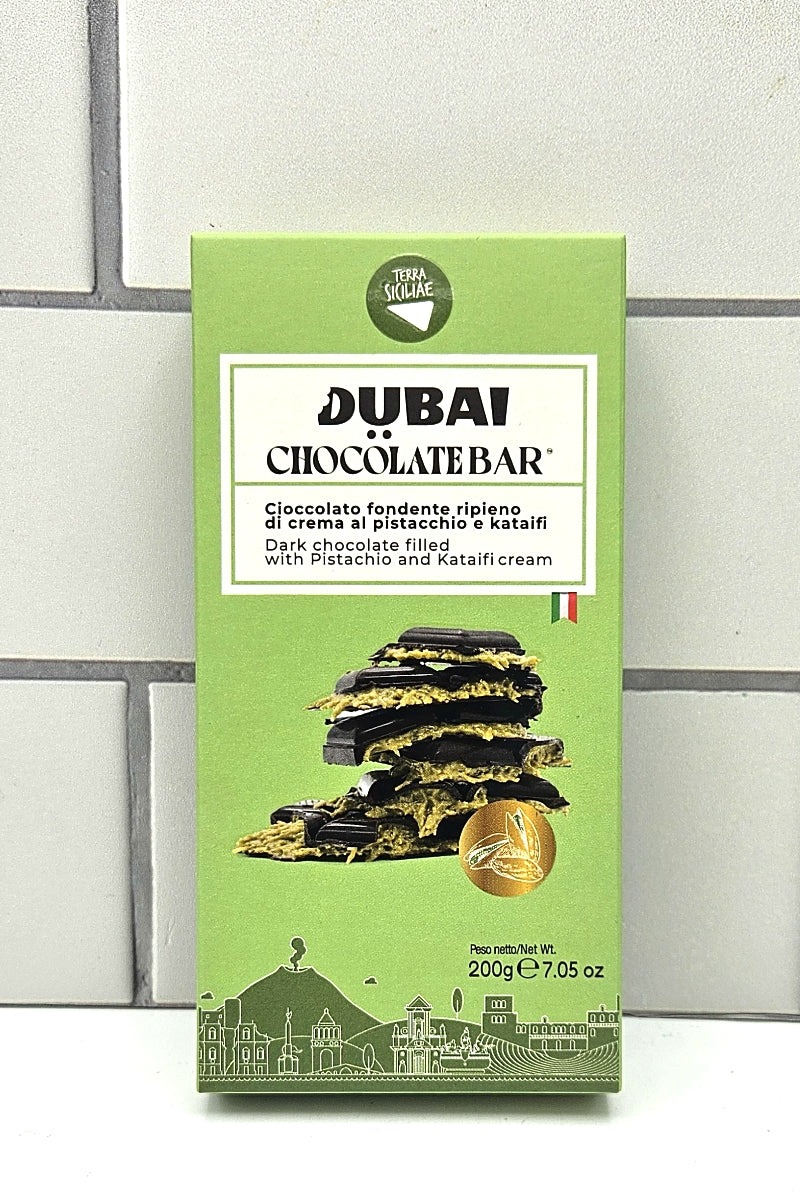 TERRA
SICILIAE
DUBAI
CHOCÖLATE BAR
Cioccolato fondente ripieno
di crema al pistacchio e kataifi
Dark chocolate filled
with Pistachio and Kataifi cream
Peso netto/Net Wt.
200g℮7.05 oz